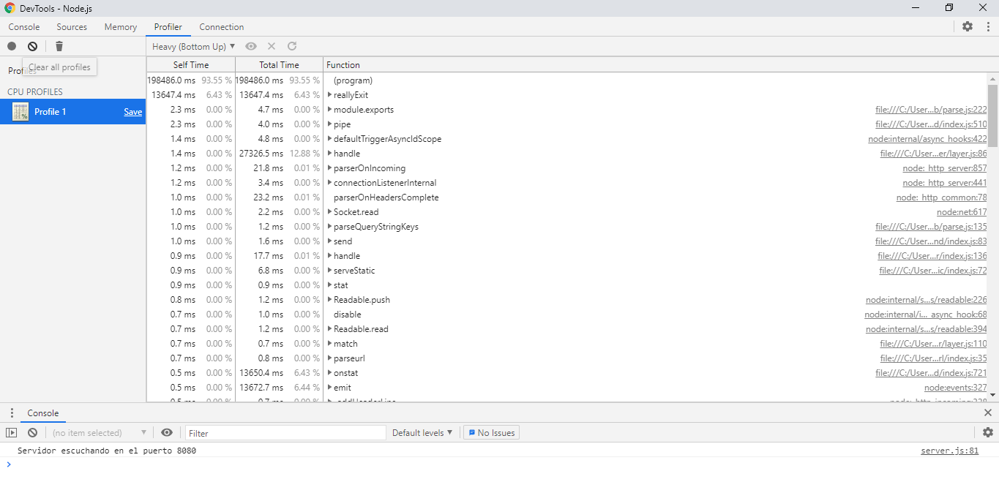 DevTools - Node.js
Console Sources Memory Profiler Connection
Heavy (Bottom Up) ▼
Profiles
Clear all profiles
CPU PROFILES
Profile 1 Save
Self Time Total Time Function
198486.0 ms 93.55 % 198486.0 ms 93.55 % (program)
13647.4 ms 6.43 % 13647.4 ms 6.43 % reallyExit
2.3 ms 0.00 % 4.7 ms 0.00 % module.exports file:///C:/User…b/parse.js:222
2.3 ms 0.00 % 4.0 ms 0.00 % pipe file:///C:/User…d/index.js:510
1.4 ms 0.00 % 4.8 ms 0.00 % defaultTriggerAsyncIdScope node:internal/async_hooks:422
1.4 ms 0.00 % 27326.5 ms 12.88 % handle file:///C:/User…er/layer.js:86
1.2 ms 0.00 % 21.8 ms 0.01 % parserOnIncoming node:_http_server:857
1.2 ms 0.00 % 3.4 ms 0.00 % connectionListenerInternal node:_http_server:441
1.0 ms 0.00 % 23.2 ms 0.01 % parserOnHeadersComplete node:_http_common:78
1.0 ms 0.00 % 2.2 ms 0.00 % Socket.read node:net:617
1.0 ms 0.00 % 1.2 ms 0.00 % parseQueryStringKeys file:///C:/User…b/parse.js:135
1.0 ms 0.00 % 1.6 ms 0.00 % send file:///C:/User…nd/index.js:83
0.9 ms 0.00 % 17.7 ms 0.01 % handle file:///C:/User…r/index.js:136
0.9 ms 0.00 % 6.8 ms 0.00 % serveStatic file:///C:/User…ic/index.js:72
0.9 ms 0.00 % 0.9 ms 0.00 % stat
0.8 ms 0.00 % 1.2 ms 0.00 % Readable.push node:internal/s…s/readable:226
0.7 ms 0.00 % 1.0 ms 0.00 % disable node:internal/i…_async_hook:68
0.7 ms 0.00 % 1.2 ms 0.00 % Readable.read node:internal/s…s/readable:394
0.7 ms 0.00 % 0.7 ms 0.00 % match file:///C:/User…r/layer.js:110
0.7 ms 0.00 % 0.8 ms 0.00 % parseurl file:///C:/User…rl/index.js:35
0.5 ms 0.00 % 13650.4 ms 6.43 % onstat file:///C:/User…d/index.js:721
0.5 ms 0.00 % 13672.7 ms 6.44 % emit node:events:327
Console
(no item selected) ▼ Filter Default levels ▼ No Issues
Servidor escuchando en el puerto 8080 server.js:81